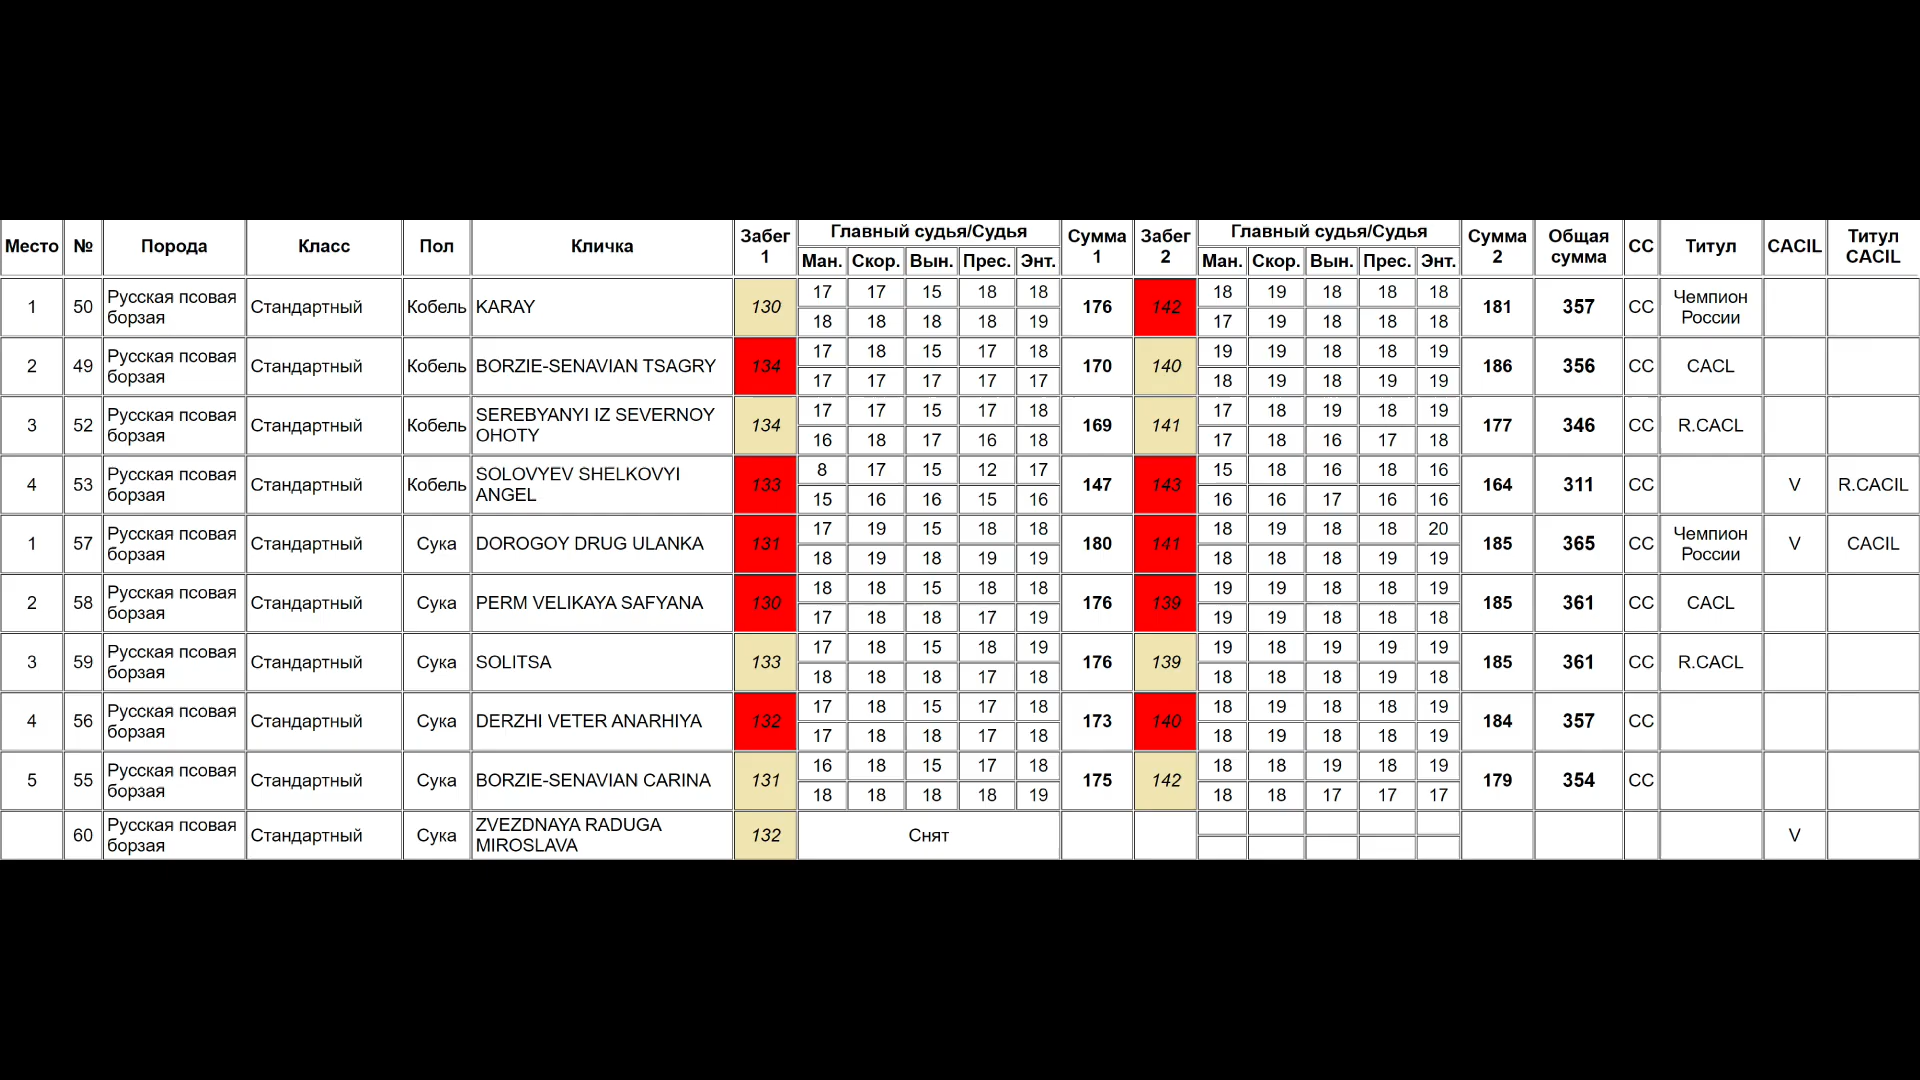 Место № Порода Класс Пол Кличка Забег 1 Главный судья/Судья Сумма 1 Забег 2 Главный судья/Судья Сумма 2 Общая сумма CC Титул CACIL Титул CACIL
Ман. Скор. Вын. Прес. Энт. Ман. Скор. Вын. Прес. Энт.
1 50 Русская псовая борзая Стандартный Кобель KARAY 130 17 17 15 18 18 176 142 18 19 18 18 18 181 357 CC Чемпион России
18 18 18 18 19 17 19 18 18 18
2 49 Русская псовая борзая Стандартный Кобель BORZIE-SENAVIAN TSAGRY 134 17 18 15 17 18 170 140 19 19 18 18 19 186 356 CC CACL
17 17 17 17 17 18 19 18 19 19
3 52 Русская псовая борзая Стандартный Кобель SEREBYANYI IZ SEVERNOY OHOTY 134 17 17 15 17 18 169 141 17 18 19 18 19 177 346 CC R.CACL
16 18 17 16 18 17 18 16 17 18
4 53 Русская псовая борзая Стандартный Кобель SOLOVYEV SHELKOVYI ANGEL 133 8 17 15 12 17 147 143 15 18 16 18 16 164 311 CC V R.CACIL
15 16 16 15 16 16 16 17 16 16
1 57 Русская псовая борзая Стандартный Сука DOROGOY DRUG ULANKA 131 17 19 15 18 18 180 141 18 19 18 18 20 185 365 CC Чемпион России V CACIL
18 19 18 19 19 18 18 18 19 19
2 58 Русская псовая борзая Стандартный Сука PERM VELIKAYA SAFYANA 130 18 18 15 18 18 176 139 19 19 18 18 19 185 361 CC CACL
17 18 18 17 19 19 19 18 18 18
3 59 Русская псовая борзая Стандартный Сука SOLITSA 133 17 18 15 18 19 176 139 19 18 19 19 19 185 361 CC R.CACL
18 18 18 17 18 18 18 18 19 18
4 56 Русская псовая борзая Стандартный Сука DERZHI VETER ANARHIYA 132 17 18 15 17 18 173 140 18 19 18 18 19 184 357 CC
17 18 18 17 18 18 19 18 18 19
5 55 Русская псовая борзая Стандартный Сука BORZIE-SENAVIAN CARINA 131 16 18 15 17 18 175 142 18 18 19 18 19 179 354 CC
18 18 18 18 19 18 18 17 17 17
60 Русская псовая борзая Стандартный Сука ZVEZDNAYA RADUGA MIROSLAVA 132 Снят V